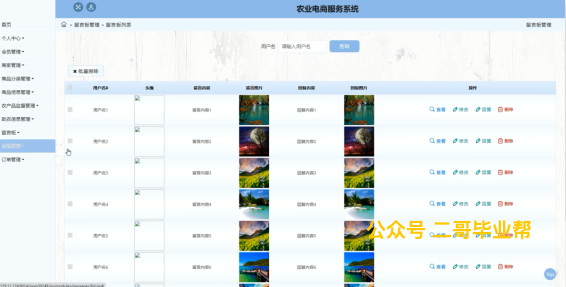 农业电商服务系统
首页
留言板管理 > 留言板列表
留言板管理
个人中心
会员管理
商家管理
商品分类管理
商品信息管理
农产品监管管理
助农信息管理
留言板
订单管理
用户名
请输入用户名
查询
批量删除
用户名
头像
留言内容
留言图片
回复内容
回复图片
操作
用户名1
留言内容1
回复内容1
查看 修改 回复 删除
用户名2
留言内容2
回复内容2
查看 修改 回复 删除
用户名3
留言内容3
回复内容3
查看 修改 回复 删除
用户名4
留言内容4
回复内容4
查看 修改 回复 删除
用户名5
留言内容5
回复内容5
查看 修改 回复 删除
用户名6
留言内容6
回复内容6
查看 修改 回复 删除
公众号 二哥毕业帮
Top